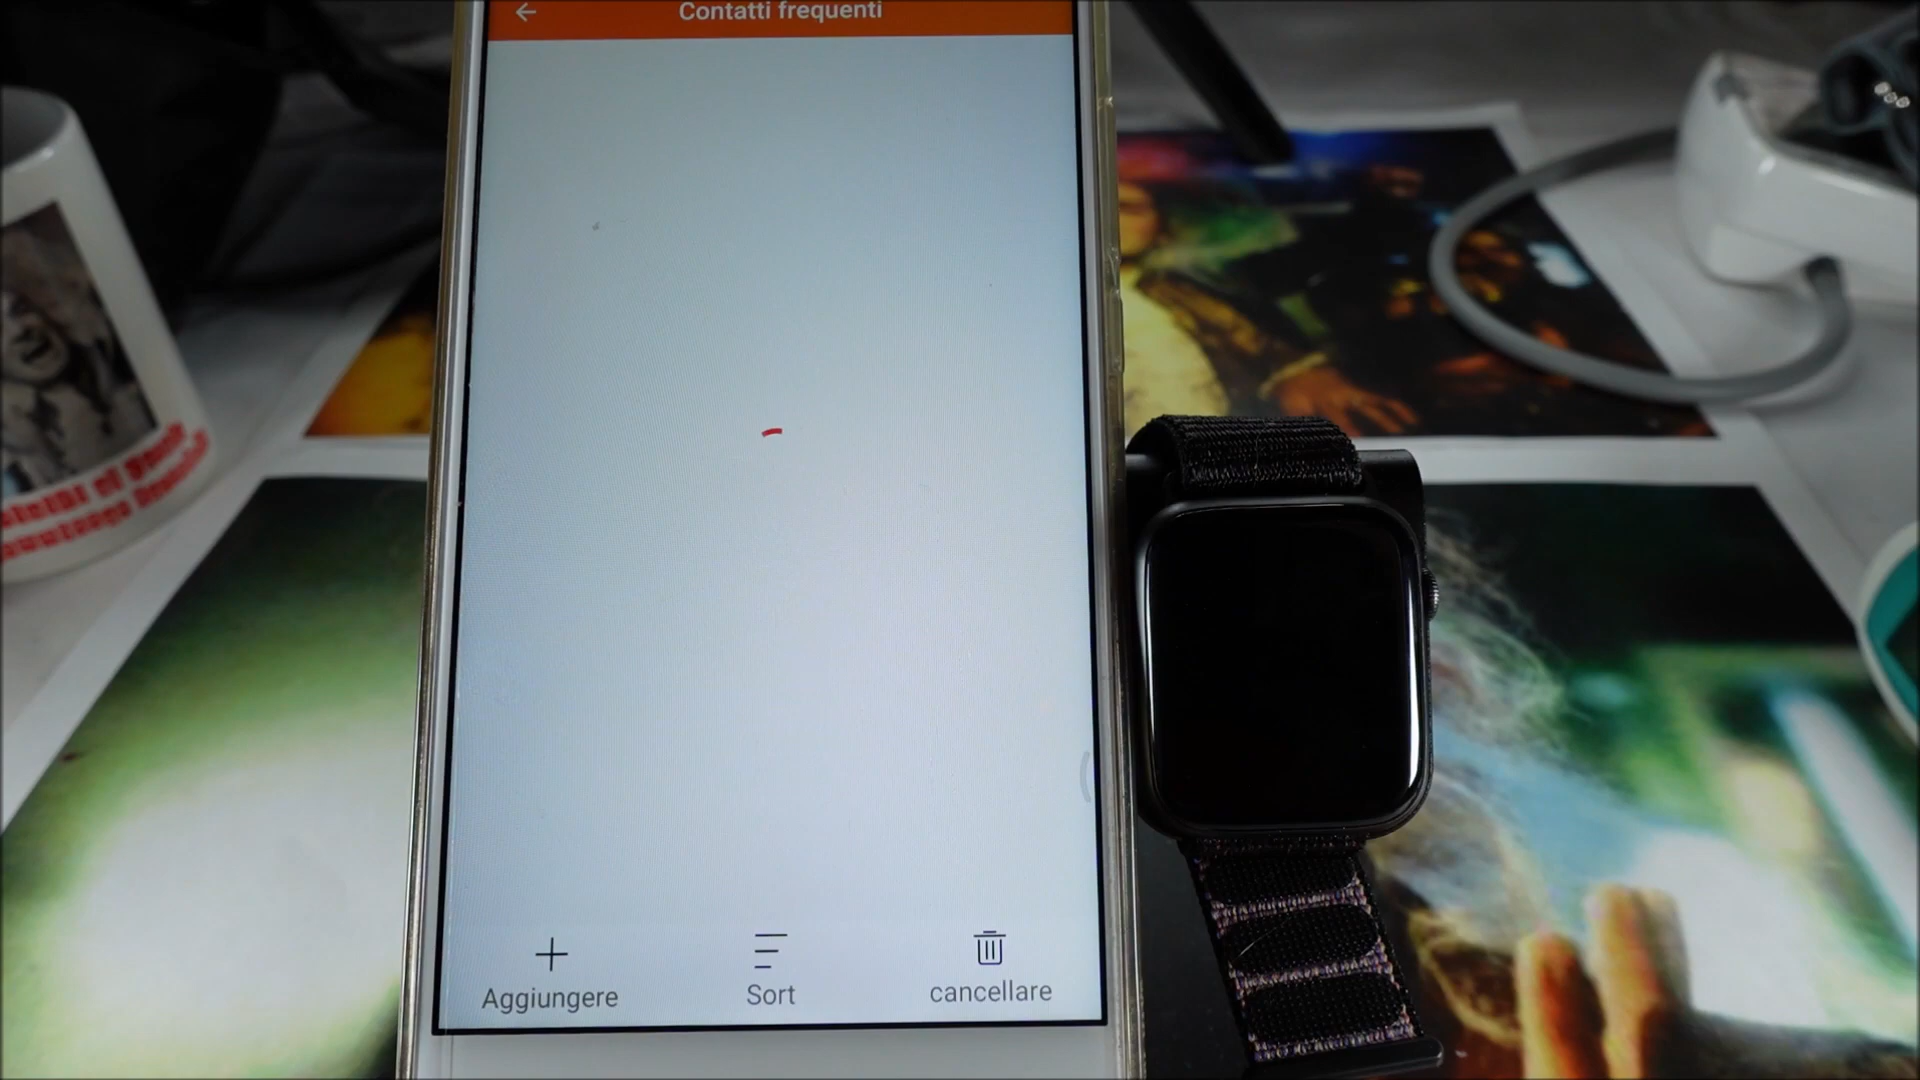 Contatti frequenti
Aggiungere
Sort
cancellare